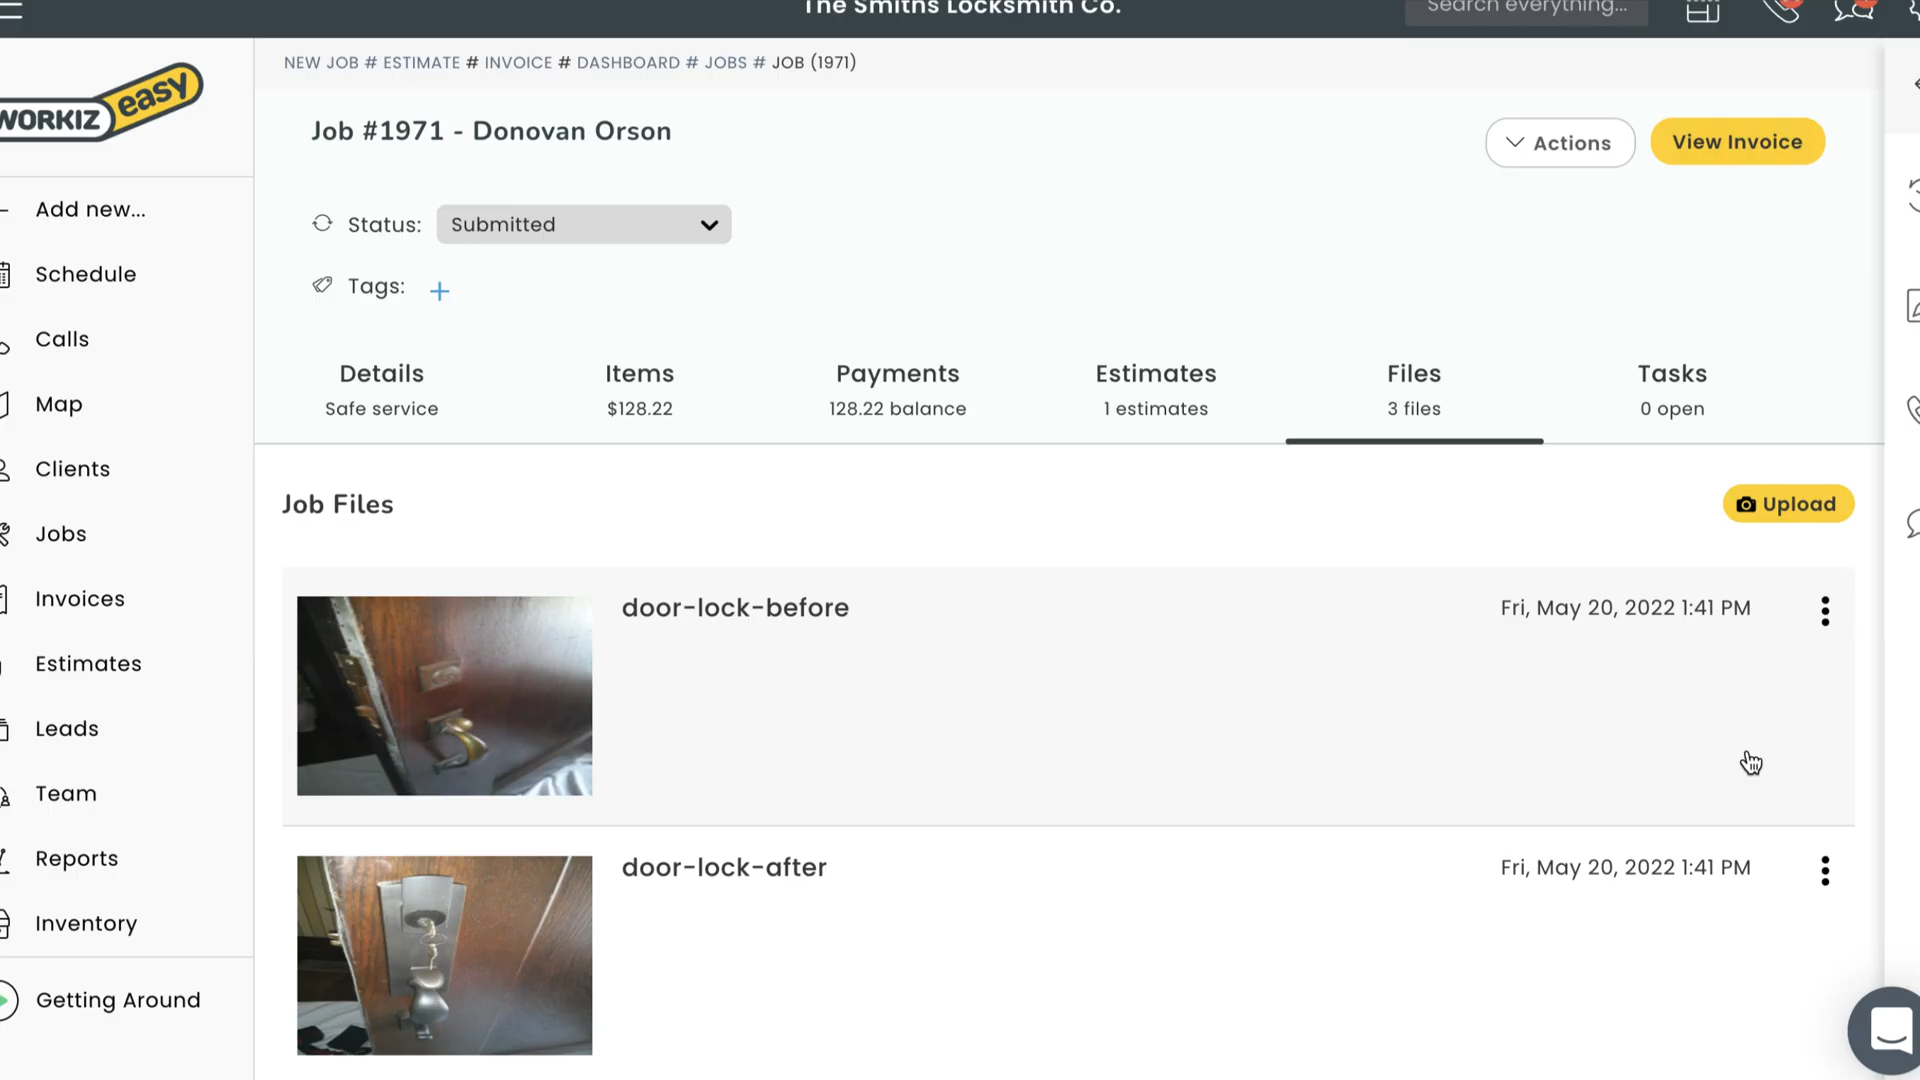 The Smiths Locksmith Co.
Search everything...
WORKIZ easy
NEW JOB # ESTIMATE # INVOICE # DASHBOARD # JOBS # JOB (1971)
Job #1971 - Donovan Orson
Actions
View Invoice
Status: Submitted
Tags: +
Add new...
Schedule
Calls
Map
Clients
Jobs
Invoices
Estimates
Leads
Team
Reports
Inventory
Getting Around
Details
Safe service
Items
$128.22
Payments
128.22 balance
Estimates
1 estimates
Files
3 files
Tasks
0 open
Job Files
Upload
door-lock-before
Fri, May 20, 2022 1:41 PM
door-lock-after
Fri, May 20, 2022 1:41 PM